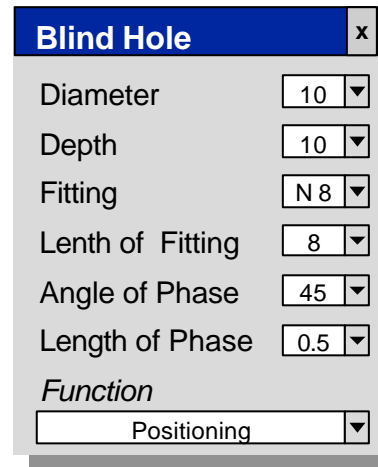 Blind Hole x
Diameter 10
Depth 10
Fitting N 8
Lenth of Fitting 8
Angle of Phase 45
Length of Phase 0.5
Function
Positioning